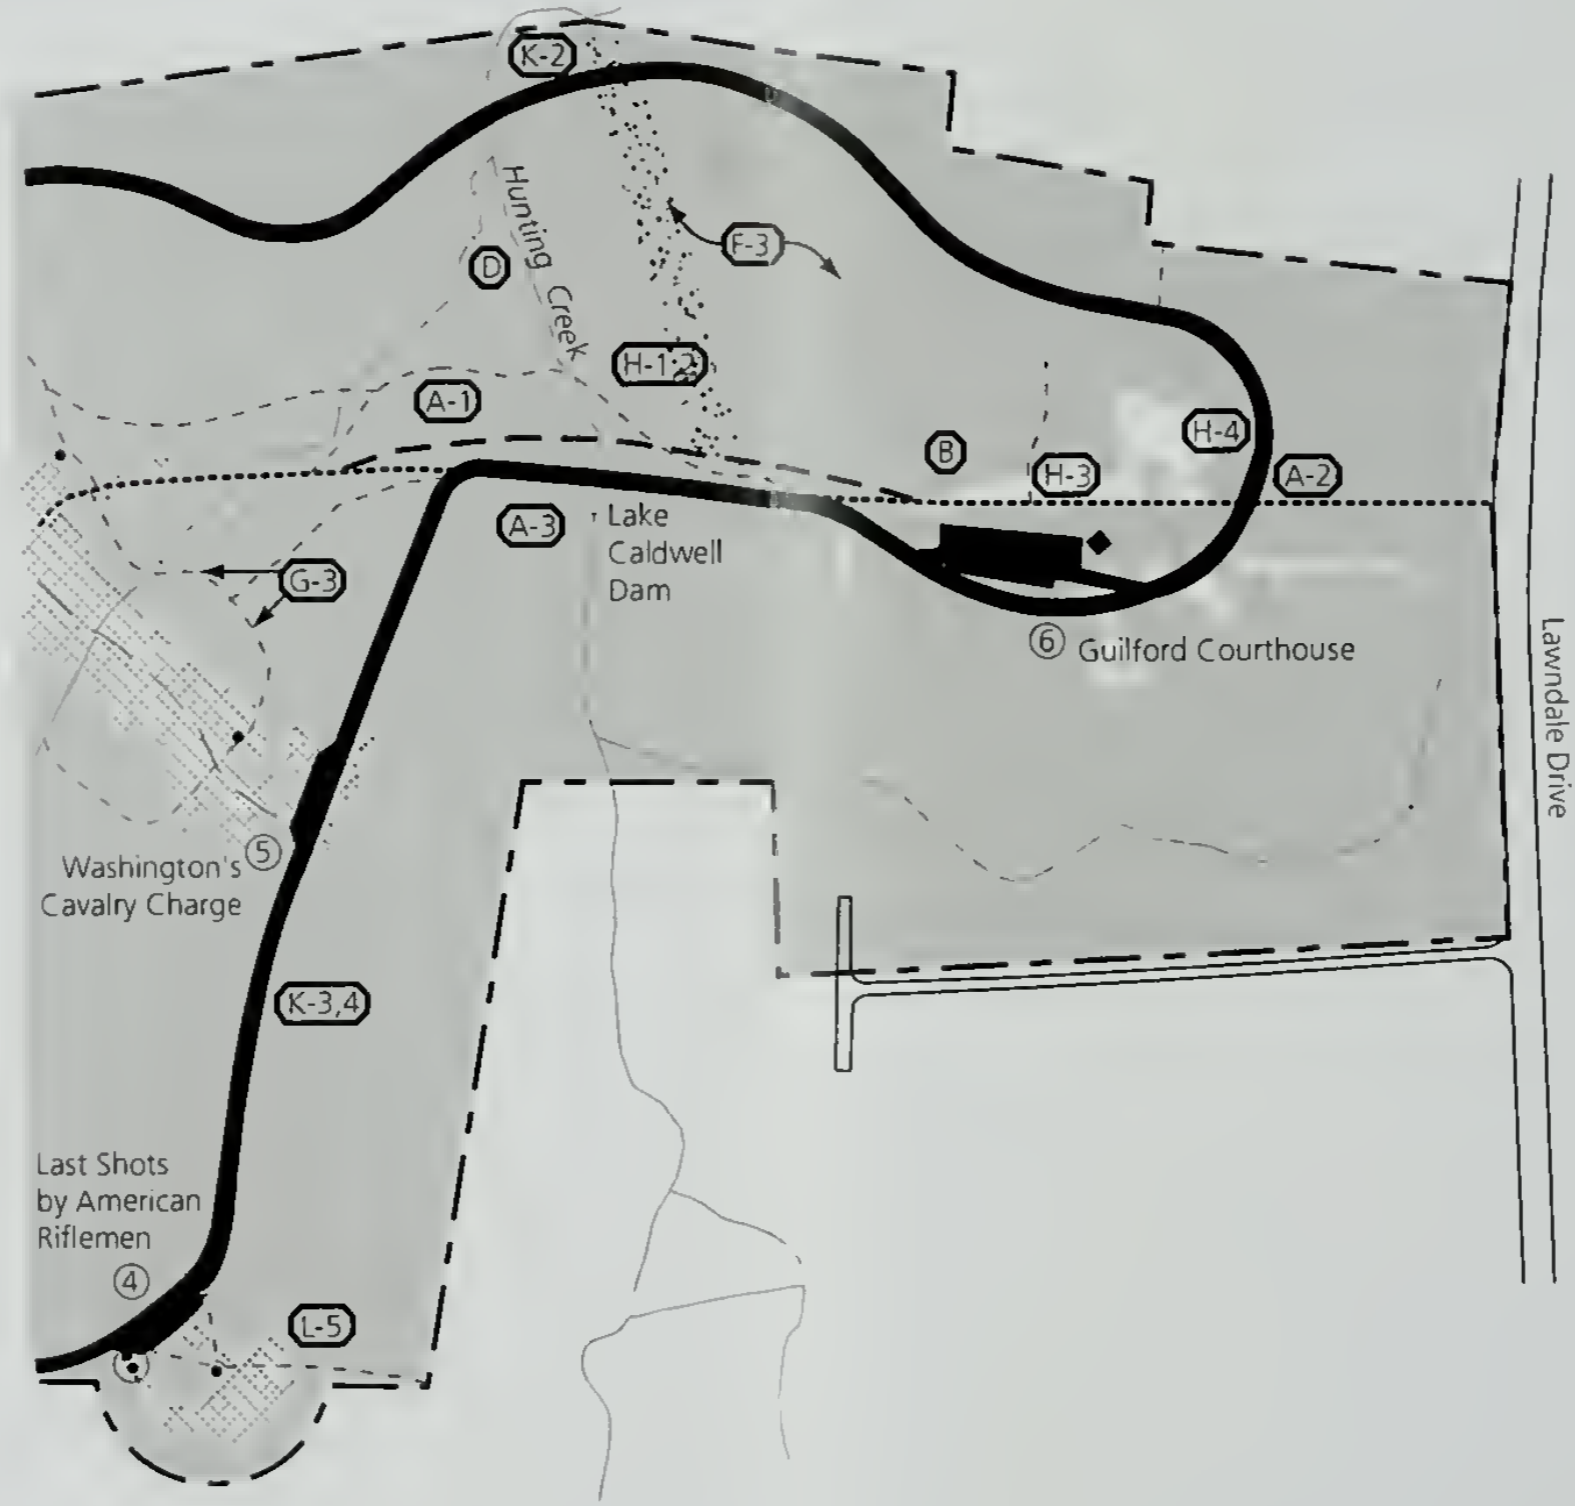 K-2
Hunting Creek
F-3
D
H-1,2
A-1
B
H-4
H-3
A-2
A-3
Lake
Caldwell
Dam
G-3
6 Guilford Courthouse
Lawndale Drive
5
Washington's
Cavalry Charge
K-3,4
Last Shots
by American
Riflemen
4
L-5